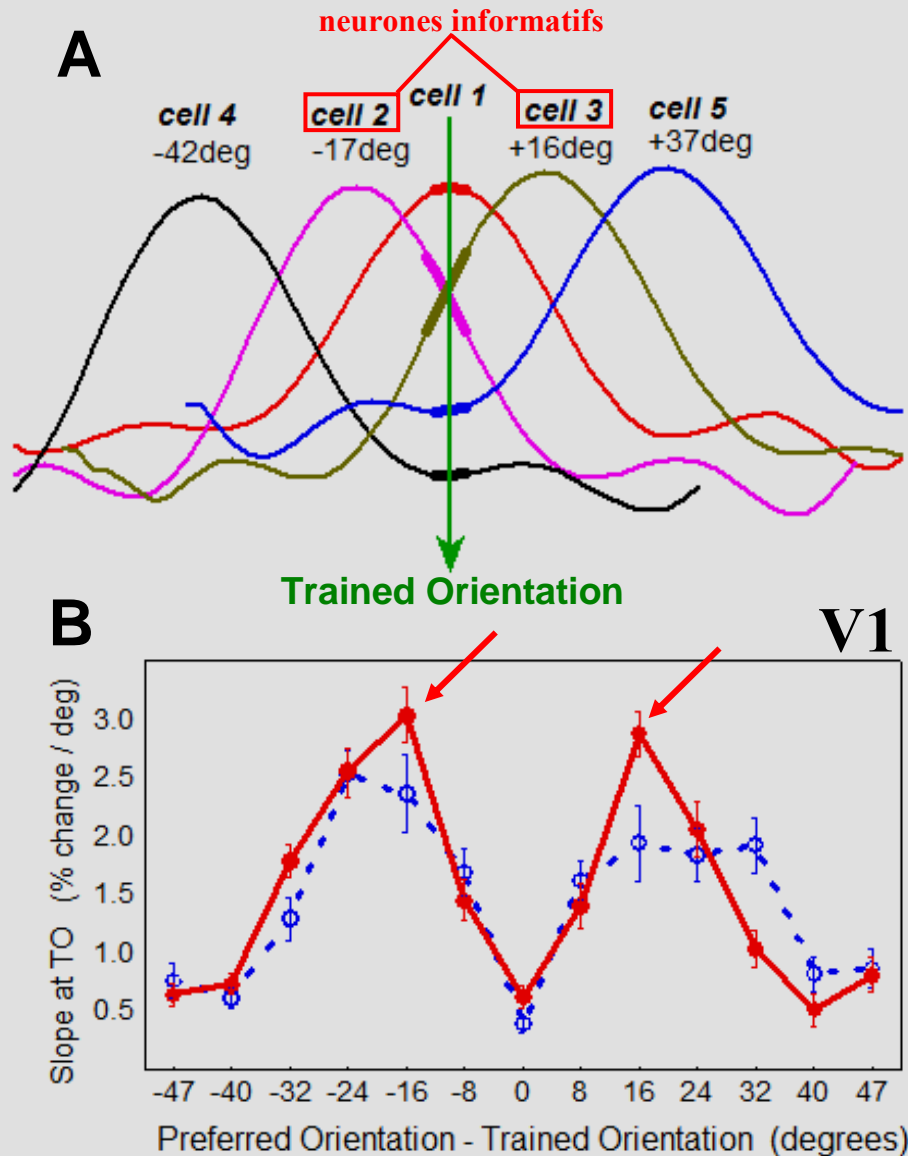 neurones informatifs
A
cell 4 cell 2 cell 1 cell 3 cell 5
-42deg -17deg +16deg +37deg
Trained Orientation
B V1
Slope at TO (% change / deg)
3.0
2.5
2.0
1.5
1.0
0.5
-47 -40 -32 -24 -16 -8 0 8 16 24 32 40 47
Preferred Orientation - Trained Orientation (degrees)